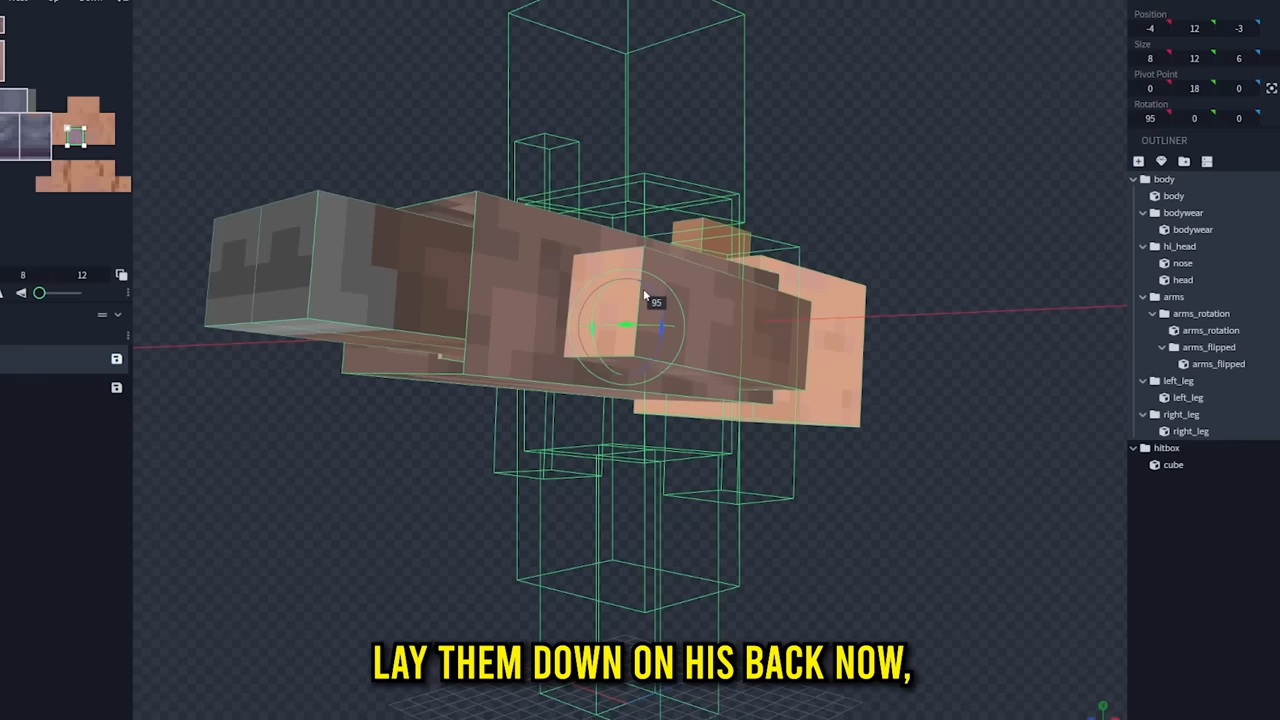 Position
-4 12 -3
Size
8 12 6
Pivot Point
0 18 0
Rotation
95 0 0
OUTLINER
body
body
bodywear
bodywear
hi_head
nose
head
arms
arms_rotation
arms_rotation
arms_flipped
arms_flipped
left_leg
left_leg
right_leg
right_leg
hitbox
cube
8 12
95
LAY THEM DOWN ON HIS BACK NOW,